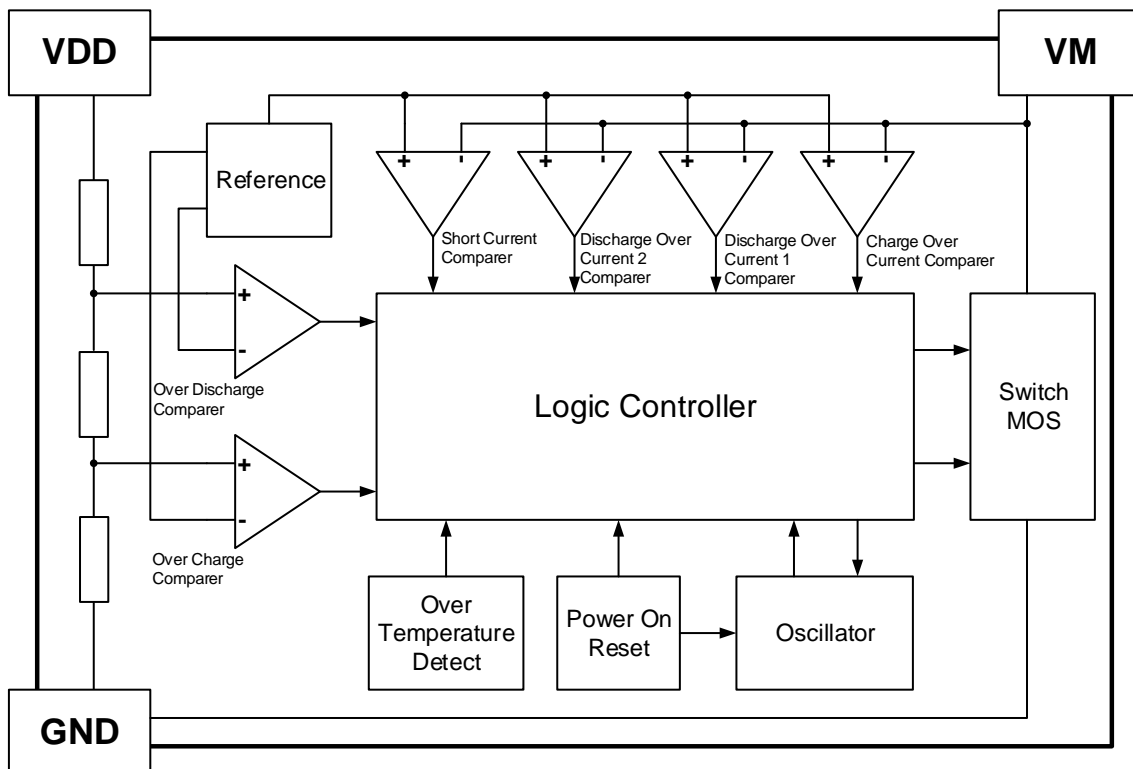 VDD
VM
Reference
+ - + - + - + -
Short Current
Comparer
Discharge Over
Current 2
Comparer
Discharge Over
Current 1
Comparer
Charge Over
Current Comparer
+
-
Over Discharge
Comparer
Logic Controller
Switch
MOS
+
-
Over Charge
Comparer
Over
Temperature
Detect
Power On
Reset
Oscillator
GND